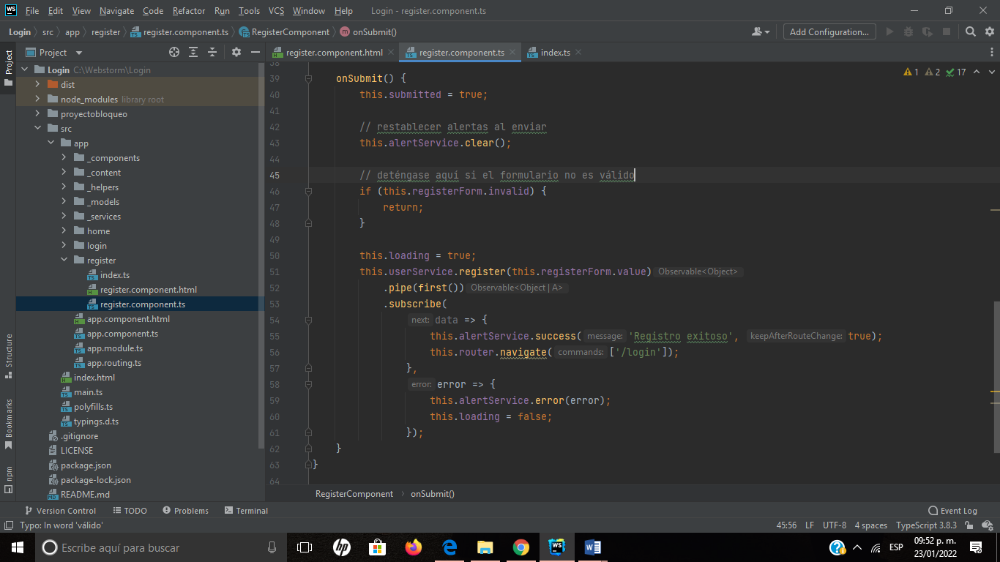 WS File Edit View Navigate Code Refactor Run Tools VCS Window Help Login - register.component.ts
Login src app register register.component.ts RegisterComponent m onSubmit() Add Configuration...
Project register.component.html register.component.ts index.ts
Project
Structure
Bookmarks
npm
Login C:\Webstorm\Login
dist
node_modules library root
proyectobloqueo
src
app
_components
_content
_helpers
_models
_services
home
login
register
index.ts
register.component.html
register.component.ts
app.component.html
app.component.ts
app.module.ts
app.routing.ts
index.html
main.ts
polyfills.ts
typings.d.ts
.gitignore
LICENSE
package.json
package-lock.json
README.md
1 2 17
38
39 onSubmit() {
40 this.submitted = true;
41
42 // restablecer alertas al enviar
43 this.alertService.clear();
44
45 // deténgase aquí si el formulario no es válido
46 if (this.registerForm.invalid) {
47 return;
48 }
49
50 this.loading = true;
51 this.userService.register(this.registerForm.value) Observable<Object>
52 .pipe(first()) Observable<Object | A>
53 .subscribe(
54 next: data => {
55 this.alertService.success( message: 'Registro exitoso', keepAfterRouteChange: true);
56 this.router.navigate( commands: ['/login']);
57 },
58 error: error => {
59 this.alertService.error(error);
60 this.loading = false;
61 });
62 }
63 }
64
RegisterComponent onSubmit()
Version Control TODO Problems Terminal Event Log
Typo: In word 'válido' 45:56 LF UTF-8 4 spaces TypeScript 3.8.3
Escribe aquí para buscar hp WS W ESP 09:52 p. m.
23/01/2022